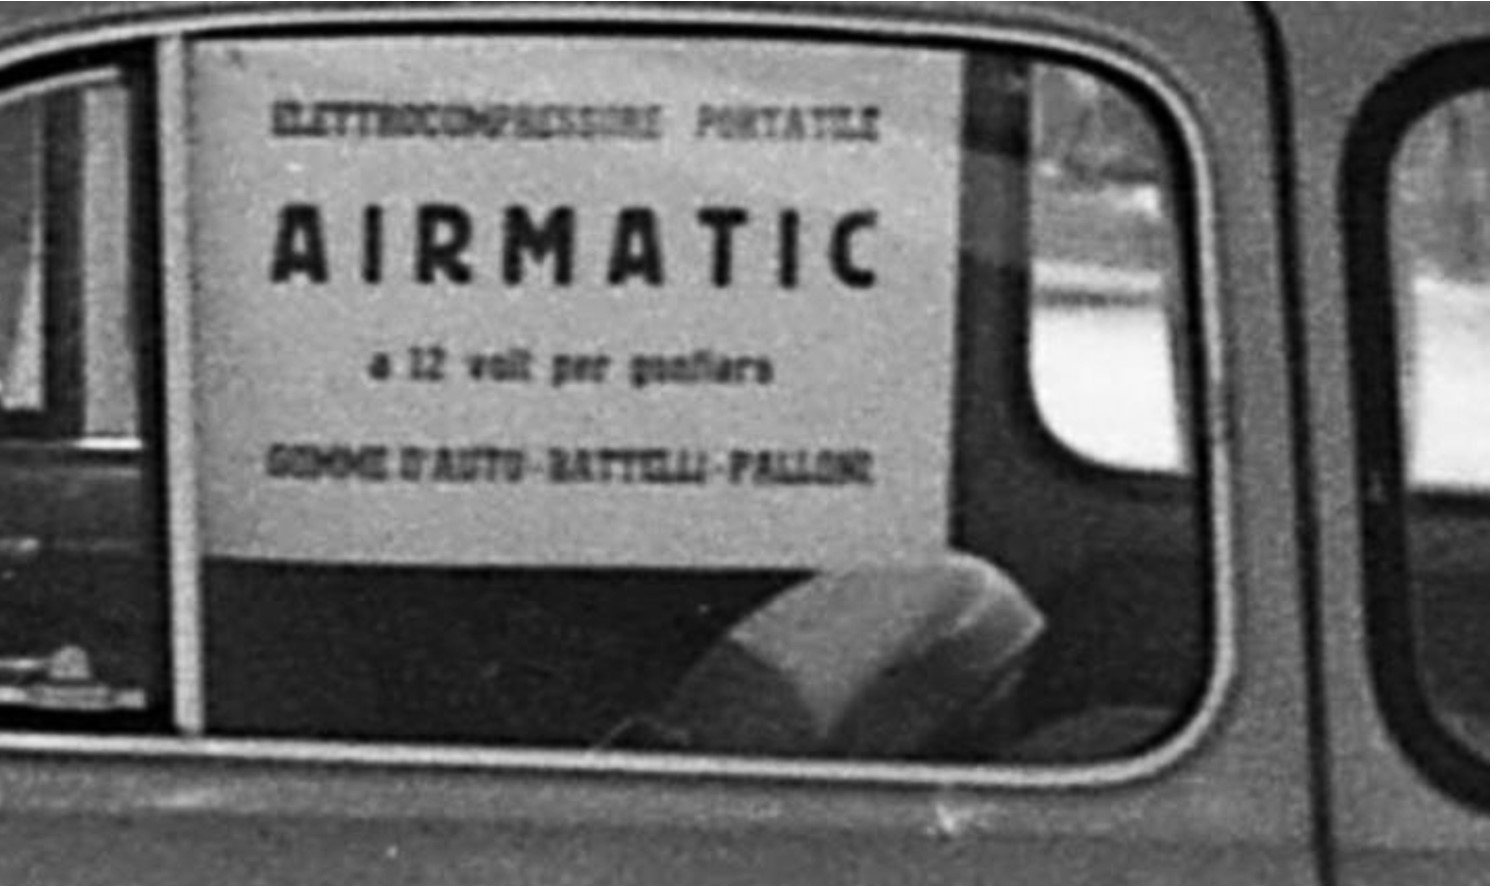 ELETTROCOMPRESSORE PORTATILE
AIRMATIC
a 12 volt per gonfiare
GOMME D'AUTO - BATTELLI - PALLONI